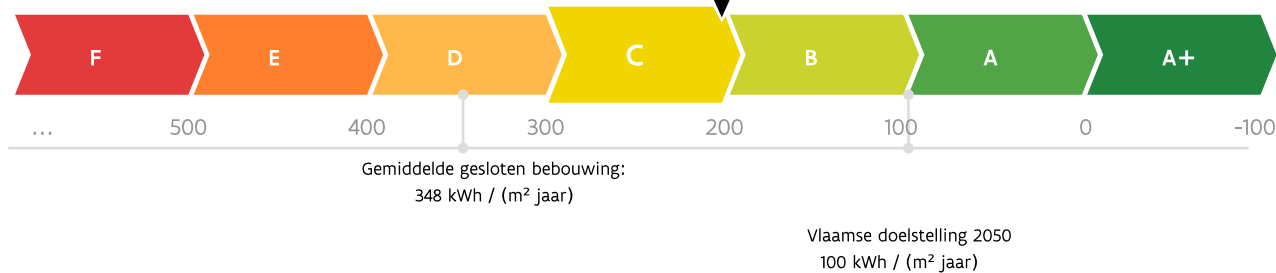 F E D C B A A+
... 500 400 300 200 100 0 -100
Gemiddelde gesloten bebouwing:
348 kWh / (m² jaar)
Vlaamse doelstelling 2050
100 kWh / (m² jaar)